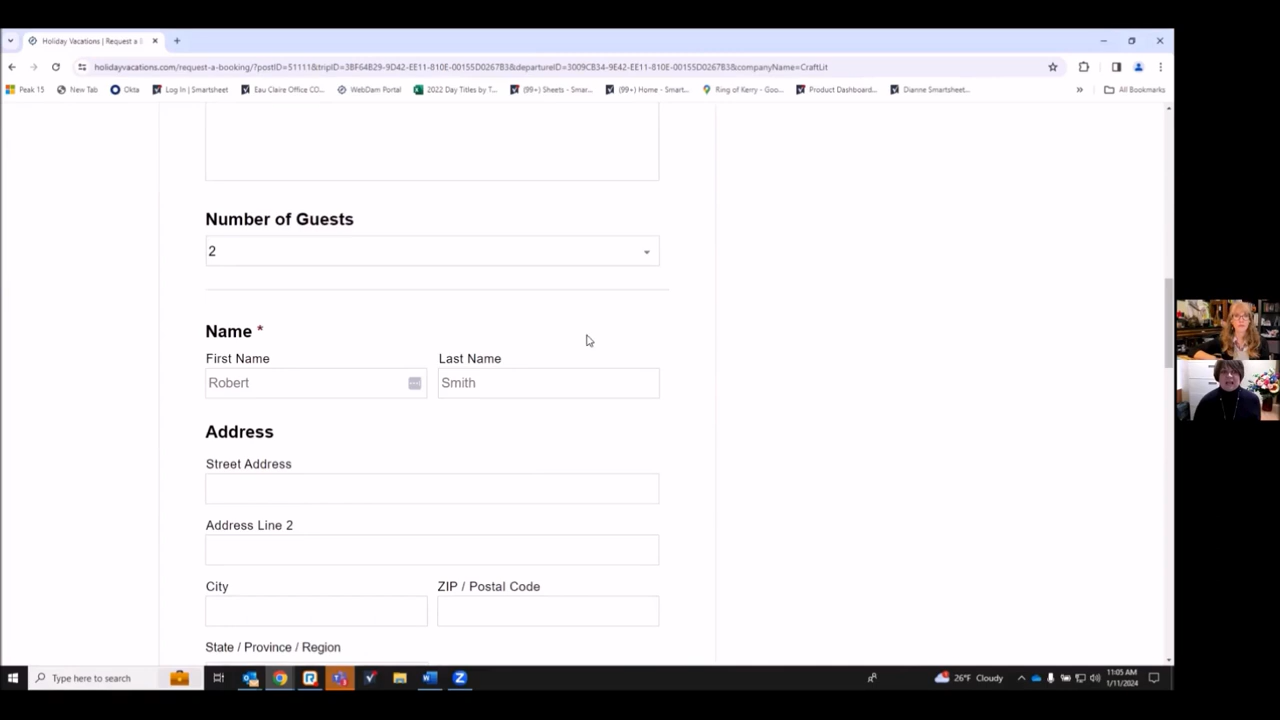 Holiday Vacations | Request a
holidayvacations.com/request-a-booking/?postID=51111&tripID=3BF64B29-9D42-EE11-810E-00155D0267B3&departureID=3009CB34-9E42-EE11-810E-00155D0267B3&companyName=CraftLit
Peak 15 New Tab Okta Log In | Smartsheet Eau Claire Office CO... WebDam Portal 2022 Day Titles by T... (99+) Sheets - Smar... (99+) Home - Smart... Ring of Kerry - Goo... Product Dashboard... Dianne Smartsheet... » All Bookmarks
Number of Guests
2
Name *
First Name Last Name
Robert Smith
Address
Street Address
Address Line 2
City ZIP / Postal Code
State / Province / Region
Type here to search 26°F Cloudy 11:05 AM
1/11/2024